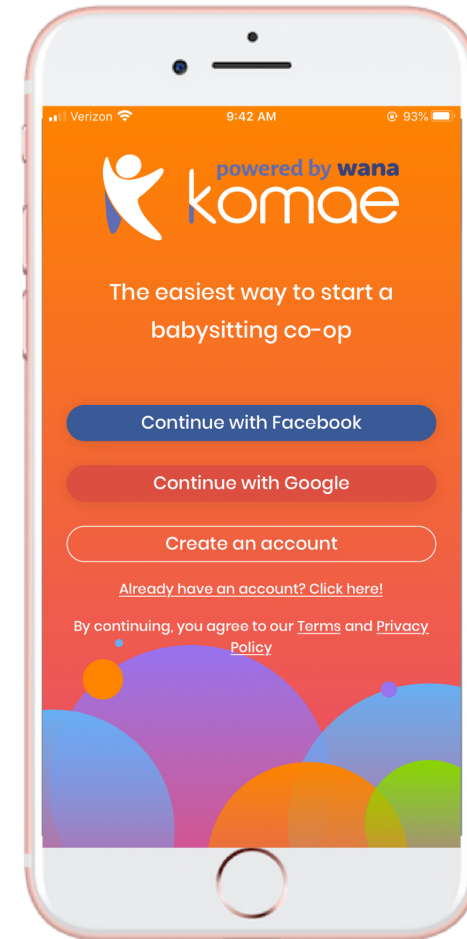 Verizon 9:42 AM 93%
powered by wana
komae
The easiest way to start a
babysitting co-op
Continue with Facebook
Continue with Google
Create an account
Already have an account? Click here!
By continuing, you agree to our Terms and Privacy
Policy